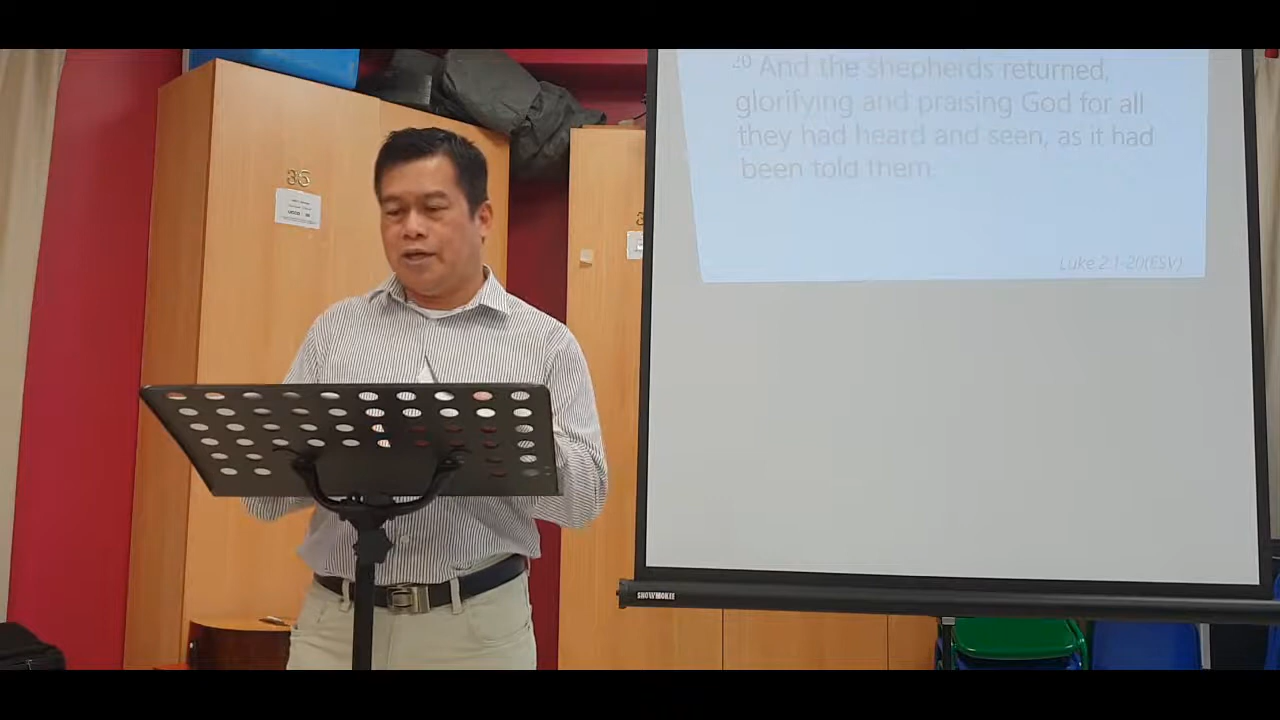 20 And the shepherds returned,
glorifying and praising God for all
they had heard and seen, as it had
been told them.
Luke 2:1-20(ESV)
35